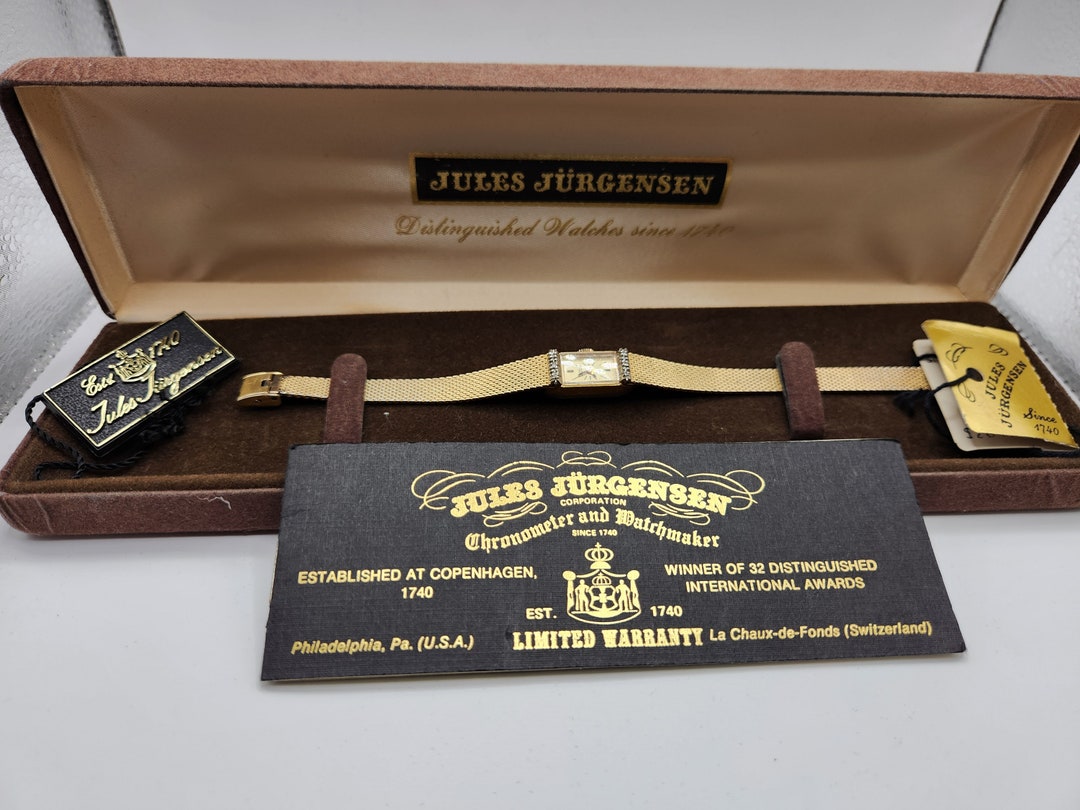 JULES JÜRGENSEN
Distinguished Watches since 1740
Estd. 1740
Jules Jürgensen
JULES
JÜRGENSEN
Since
1740
JULES JÜRGENSEN
CORPORATION
Chronometer and Watchmaker
SINCE 1740
ESTABLISHED AT COPENHAGEN,
1740
WINNER OF 32 DISTINGUISHED
INTERNATIONAL AWARDS
EST. 1740
Philadelphia, Pa. (U.S.A.)
LIMITED WARRANTY
La Chaux-de-Fonds (Switzerland)